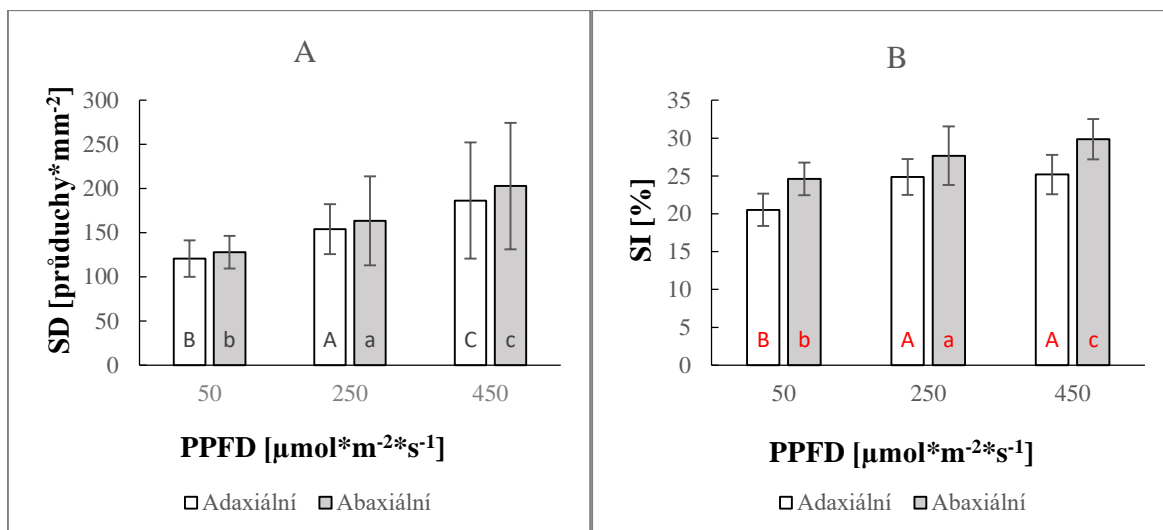 A
SD [průduchy*mm-2]
300
250
200
150
100
50
0
B b A a C c
50 250 450
PPFD [µmol*m-2*s-1]
Adaxiální Abaxiální
B
SI [%]
35
30
25
20
15
10
5
0
B b A a A c
50 250 450
PPFD [µmol*m-2*s-1]
Adaxiální Abaxiální